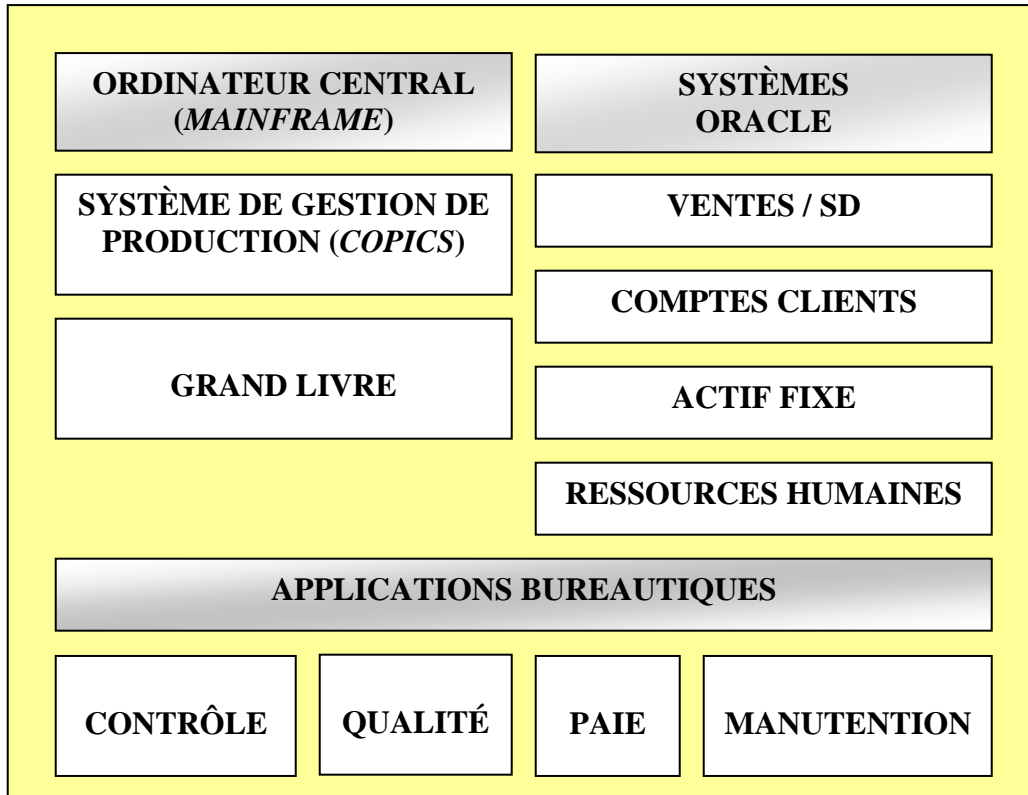 ORDINATEUR CENTRAL
(MAINFRAME)
SYSTÈMES
ORACLE
SYSTÈME DE GESTION DE
PRODUCTION (COPICS)
VENTES / SD
COMPTES CLIENTS
GRAND LIVRE
ACTIF FIXE
RESSOURCES HUMAINES
APPLICATIONS BUREAUTIQUES
CONTRÔLE
QUALITÉ
PAIE
MANUTENTION